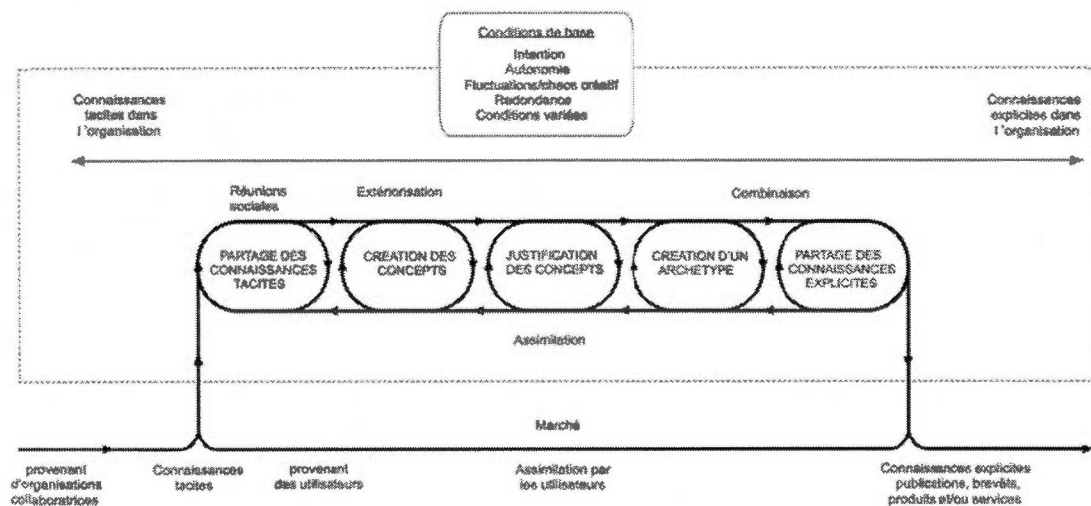 Conditions de base
Intention
Autonomie
Fluctuations/chaos créatif
Redondance
Conditions variées
Connaissances
tacites dans
l 'organisation
Connaissances
explicites dans
l 'organisation
Réunions
sociales
Extériorisation
Combinaison
PARTAGE DES
CONNAISSANCES
TACITES
CREATION DES
CONCEPTS
JUSTIFICATION
DES CONCEPTS
CREATION D'UN
ARCHETYPE
PARTAGE DES
CONNAISSANCES
EXPLICITES
Assimilation
Marché
provenant
d'organisations
collaboratrices
Connaissances
tacites
provenant
des utilisateurs
Assimilation par
les utilisateurs
Connaissances explicites
publications, brevêts,
produits et/ou services